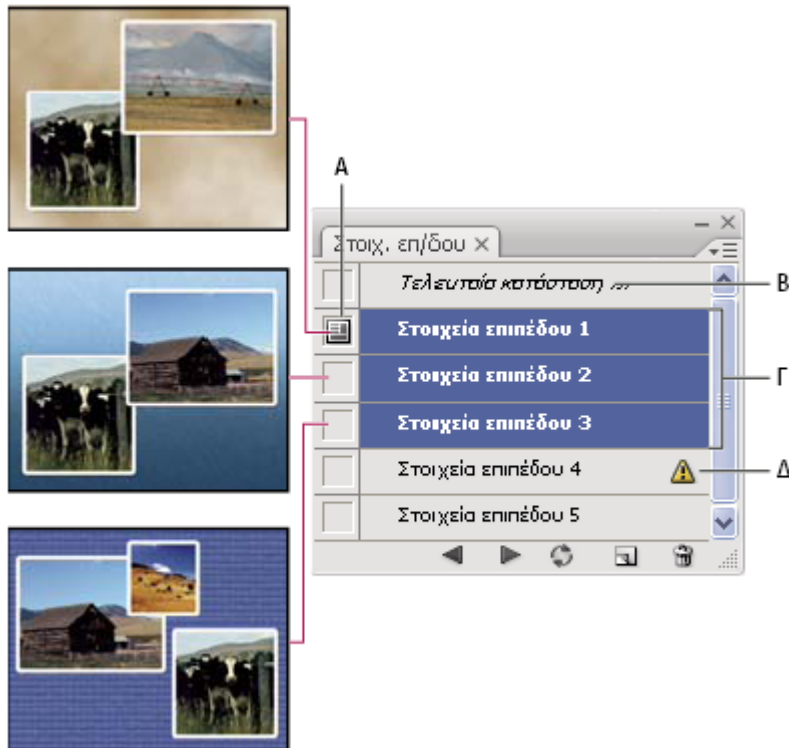 Α
Στοιχ. επ/δου ×
Τελευταία κατάσταση ...
Β
Στοιχεία επιπέδου 1
Στοιχεία επιπέδου 2
Γ
Στοιχεία επιπέδου 3
Στοιχεία επιπέδου 4
Δ
Στοιχεία επιπέδου 5